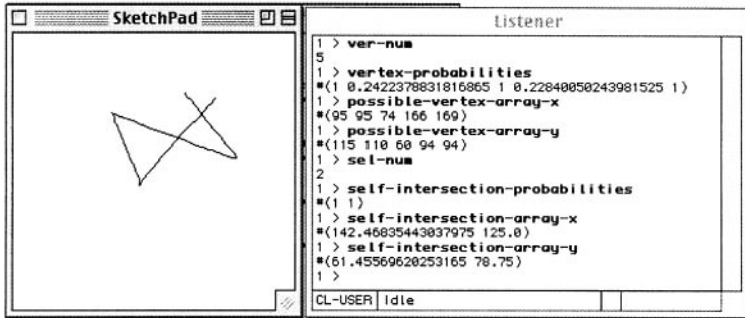 SketchPad
Listener
1 > ver-num
5
1 > vertex-probabilities
#(1 0.2422378831816865 1 0.22840050243981525 1)
1 > possible-vertex-array-x
#(95 95 74 166 169)
1 > possible-vertex-array-y
#(115 110 60 94 94)
1 > sel-num
2
1 > self-intersection-probabilities
#(1 1)
1 > self-intersection-array-x
#(142.46835443037975 125.0)
1 > self-intersection-array-y
#(61.45569620253165 78.75)
1 >
CL-USER Idle